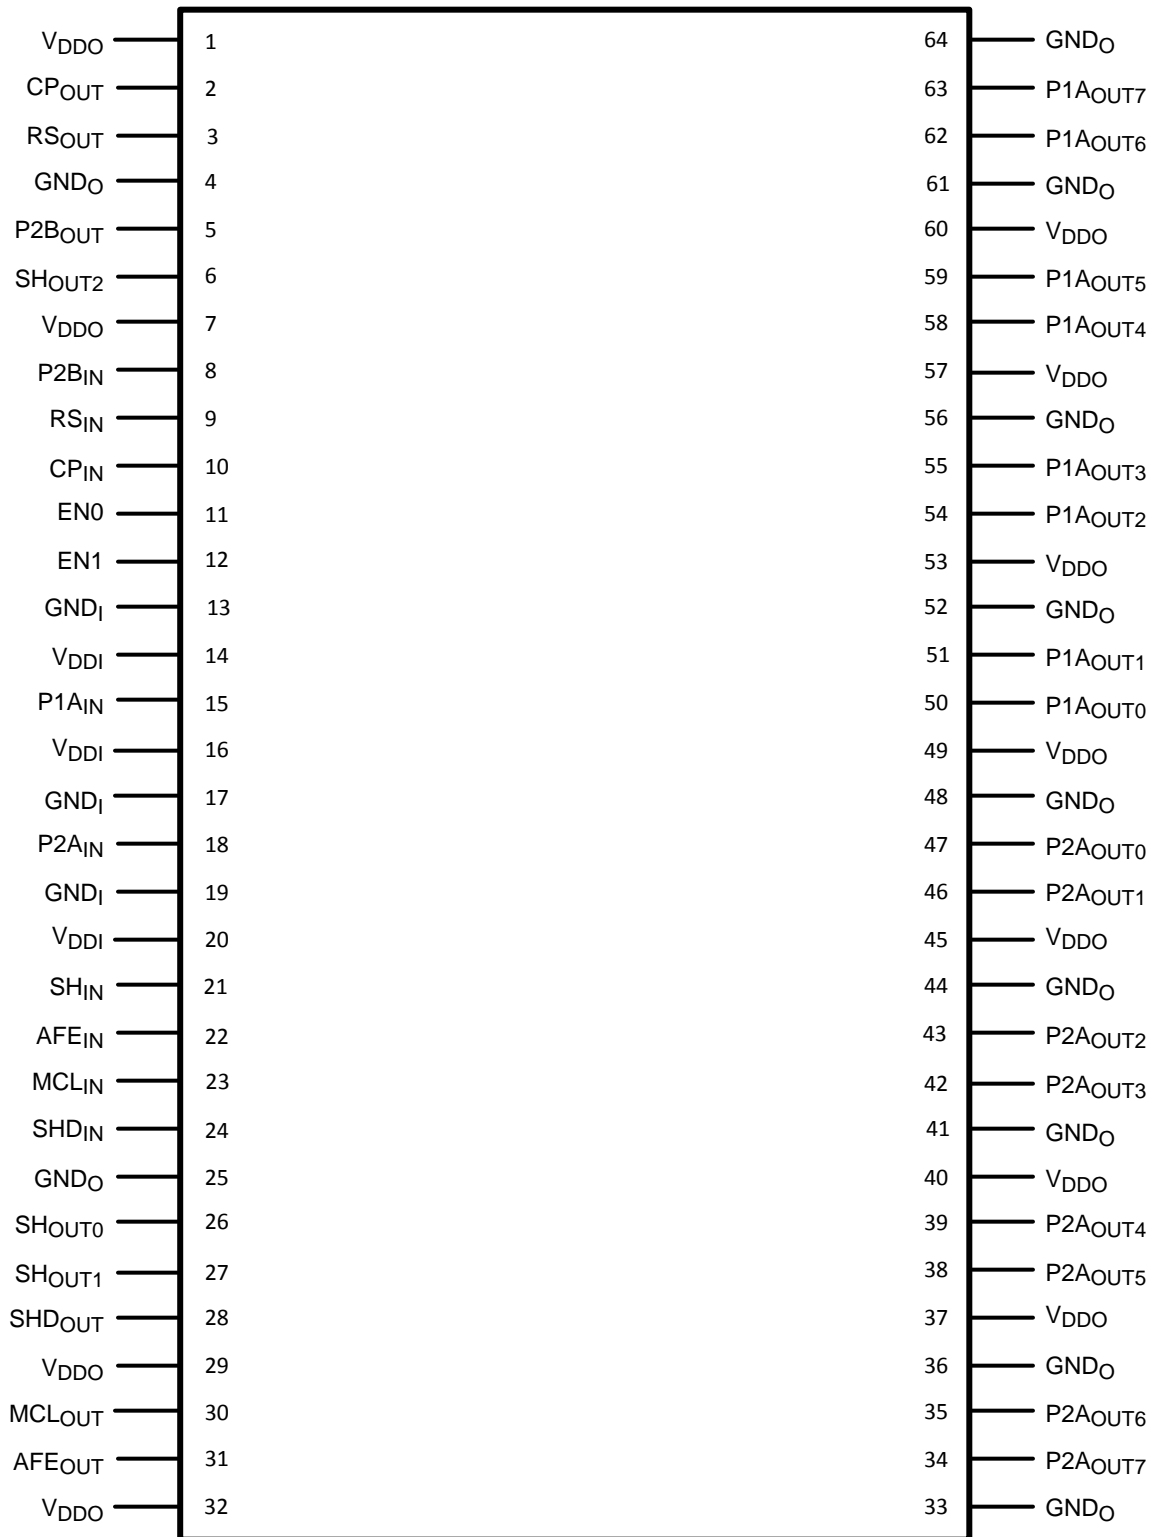 VDDO 1 64 GNDO
CPOUT 2 63 P1AOUT7
RSOUT 3 62 P1AOUT6
GNDO 4 61 GNDO
P2BOUT 5 60 VDDO
SHOUT2 6 59 P1AOUT5
VDDO 7 58 P1AOUT4
P2BIN 8 57 VDDO
RSIN 9 56 GNDO
CPIN 10 55 P1AOUT3
EN0 11 54 P1AOUT2
EN1 12 53 VDDO
GNDI 13 52 GNDO
VDDI 14 51 P1AOUT1
P1AIN 15 50 P1AOUT0
VDDI 16 49 VDDO
GNDI 17 48 GNDO
P2AIN 18 47 P2AOUT0
GNDI 19 46 P2AOUT1
VDDI 20 45 VDDO
SHIN 21 44 GNDO
AFEIN 22 43 P2AOUT2
MCLIN 23 42 P2AOUT3
SHDIN 24 41 GNDO
GNDO 25 40 VDDO
SHOUT0 26 39 P2AOUT4
SHOUT1 27 38 P2AOUT5
SHDOUT 28 37 VDDO
VDDO 29 36 GNDO
MCLOUT 30 35 P2AOUT6
AFEOUT 31 34 P2AOUT7
VDDO 32 33 GNDO